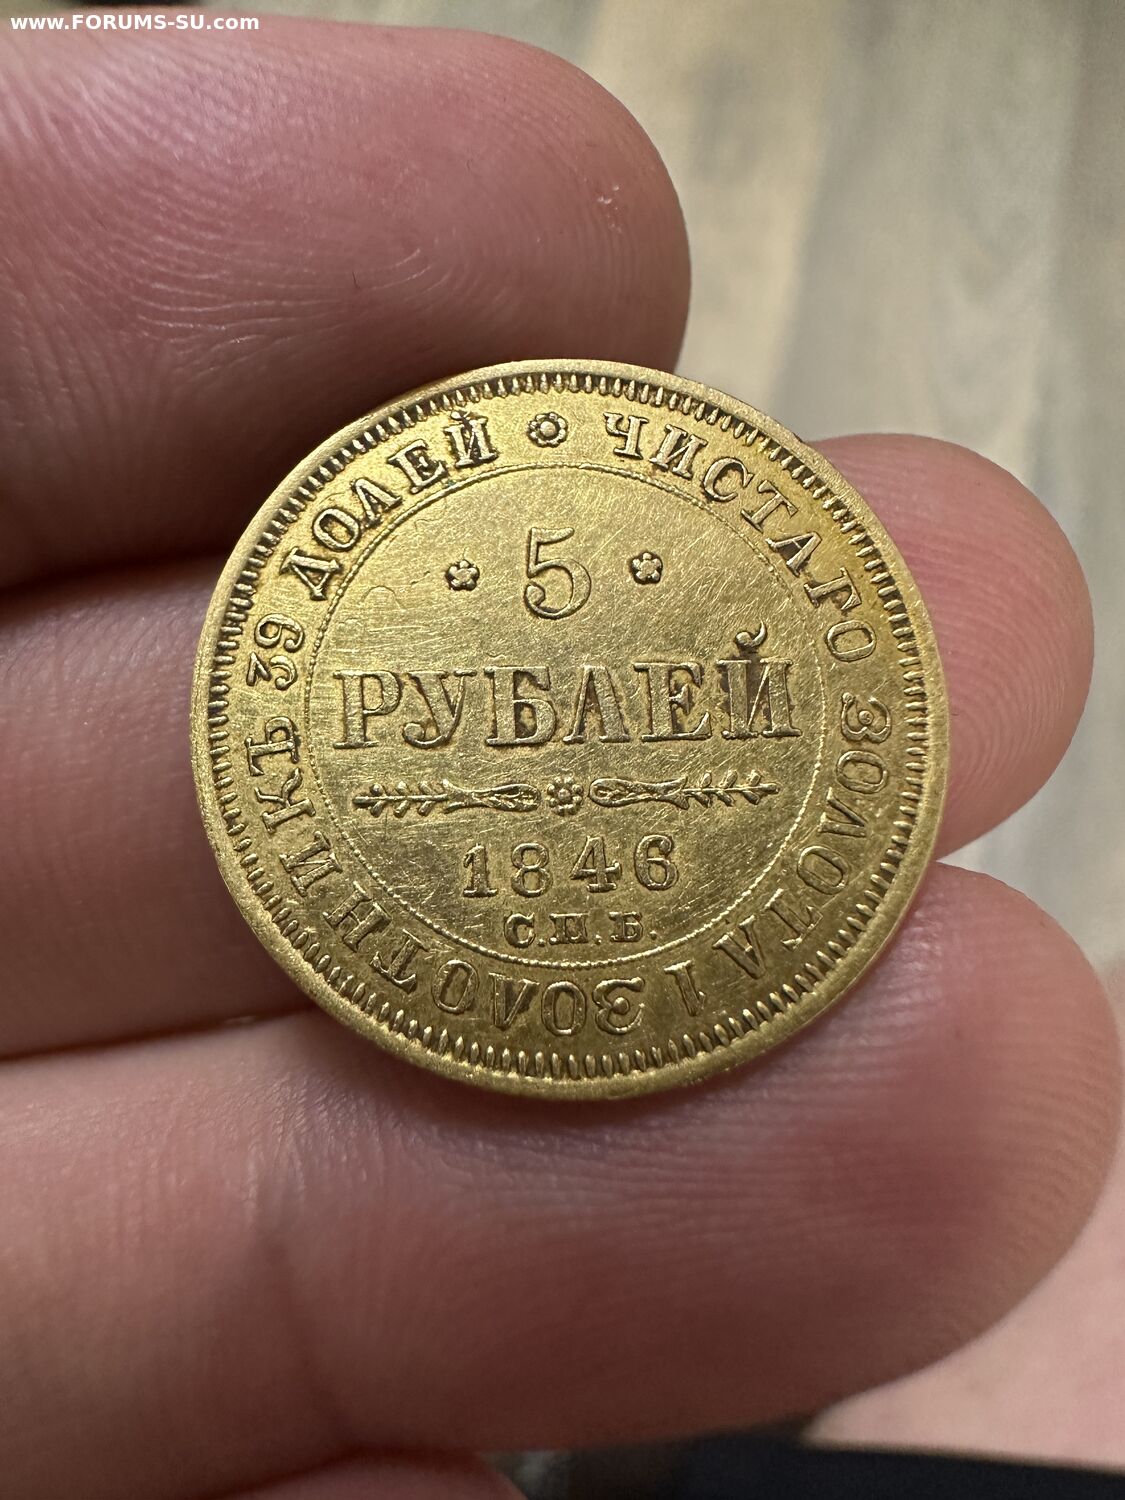 www.FORUMS-SU.com
ЧИСТАГО ЗОЛОТА 1 ЗОЛОТНИКЪ 39 ДОЛЕЙ
5
РУБЛЕЙ
1846
С.П.Б.